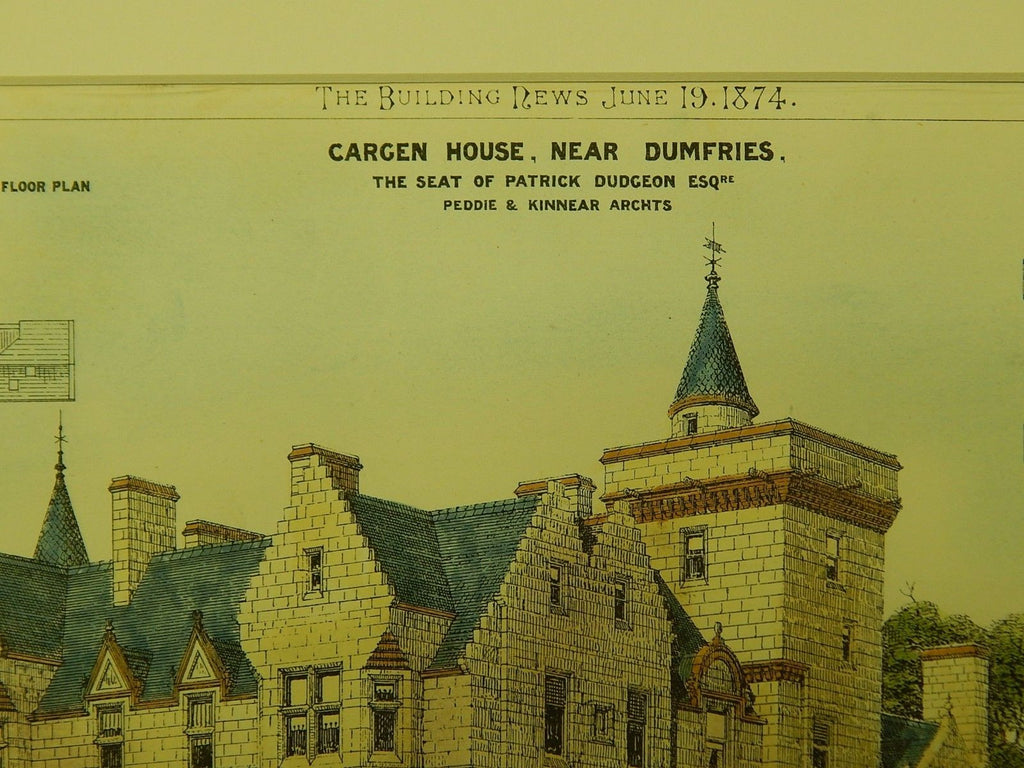 THE BUILDING NEWS JUNE 19.1874.
CARGEN HOUSE, NEAR DUMFRIES,
THE SEAT OF PATRICK DUDGEON ESQRE
PEDDIE & KINNEAR ARCHTS
FLOOR PLAN